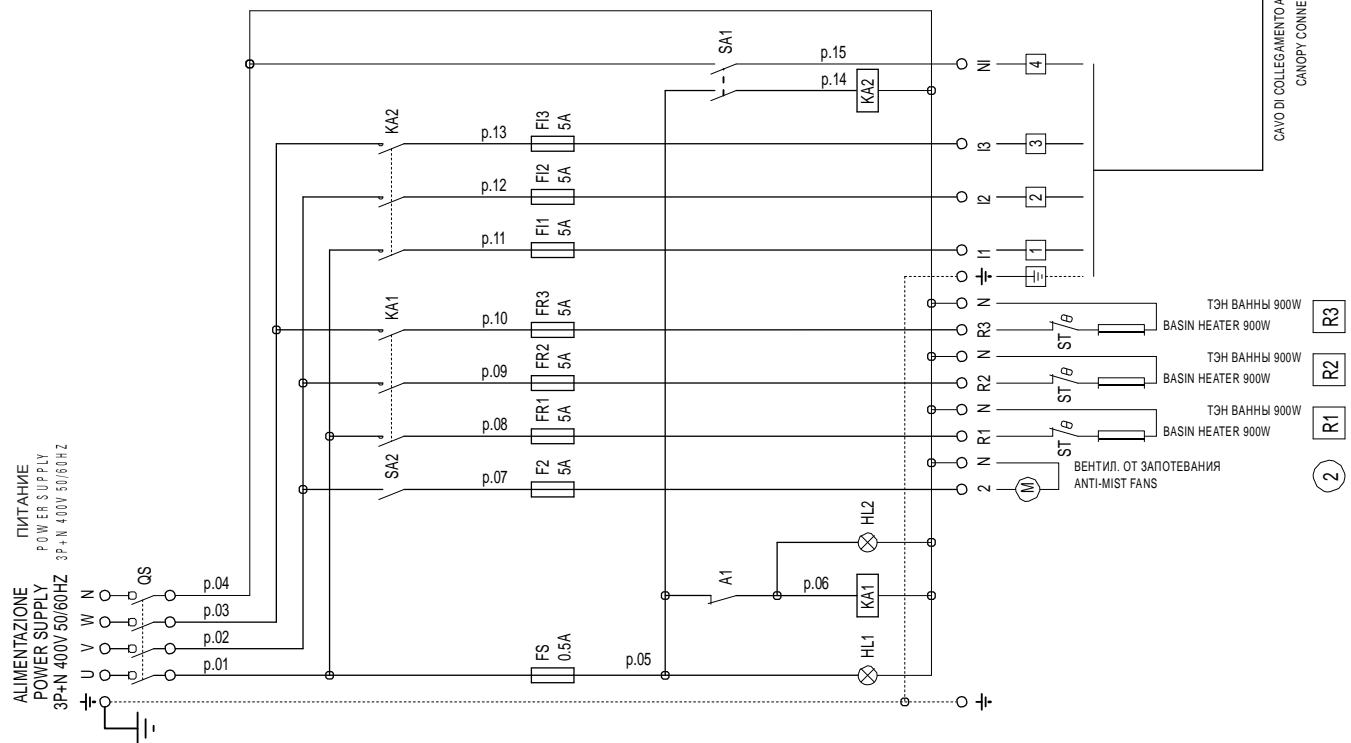 CAVO DI COLLEGAMENTO A
CANOPY CONNE
SA1
p.15
NI
4
p.14
KA2
KA2
p.13
FI3
5A
I3
3
p.12
FI2
5A
I2
2
p.11
FI1
5A
I1
1
KA1
p.10
FR3
5A
N
R3
ST
θ
ТЭН ВАННЫ 900W
BASIN HEATER 900W
R3
p.09
FR2
5A
N
R2
ST
θ
ТЭН ВАННЫ 900W
BASIN HEATER 900W
R2
p.08
FR1
5A
N
R1
ST
θ
ТЭН ВАННЫ 900W
BASIN HEATER 900W
R1
SA2
p.07
F2
5A
N
2
M
ВЕНТИЛ. ОТ ЗАПОТЕВАНИЯ
ANTI-MIST FANS
2
ПИТАНИЕ
POWER SUPPLY
3P+N 400V 50/60HZ
ALIMENTAZIONE
POWER SUPPLY
3P+N 400V 50/60HZ
QS
N
p.04
W
p.03
V
p.02
U
p.01
HL2
A1
p.06
KA1
FS
0.5A
p.05
HL1